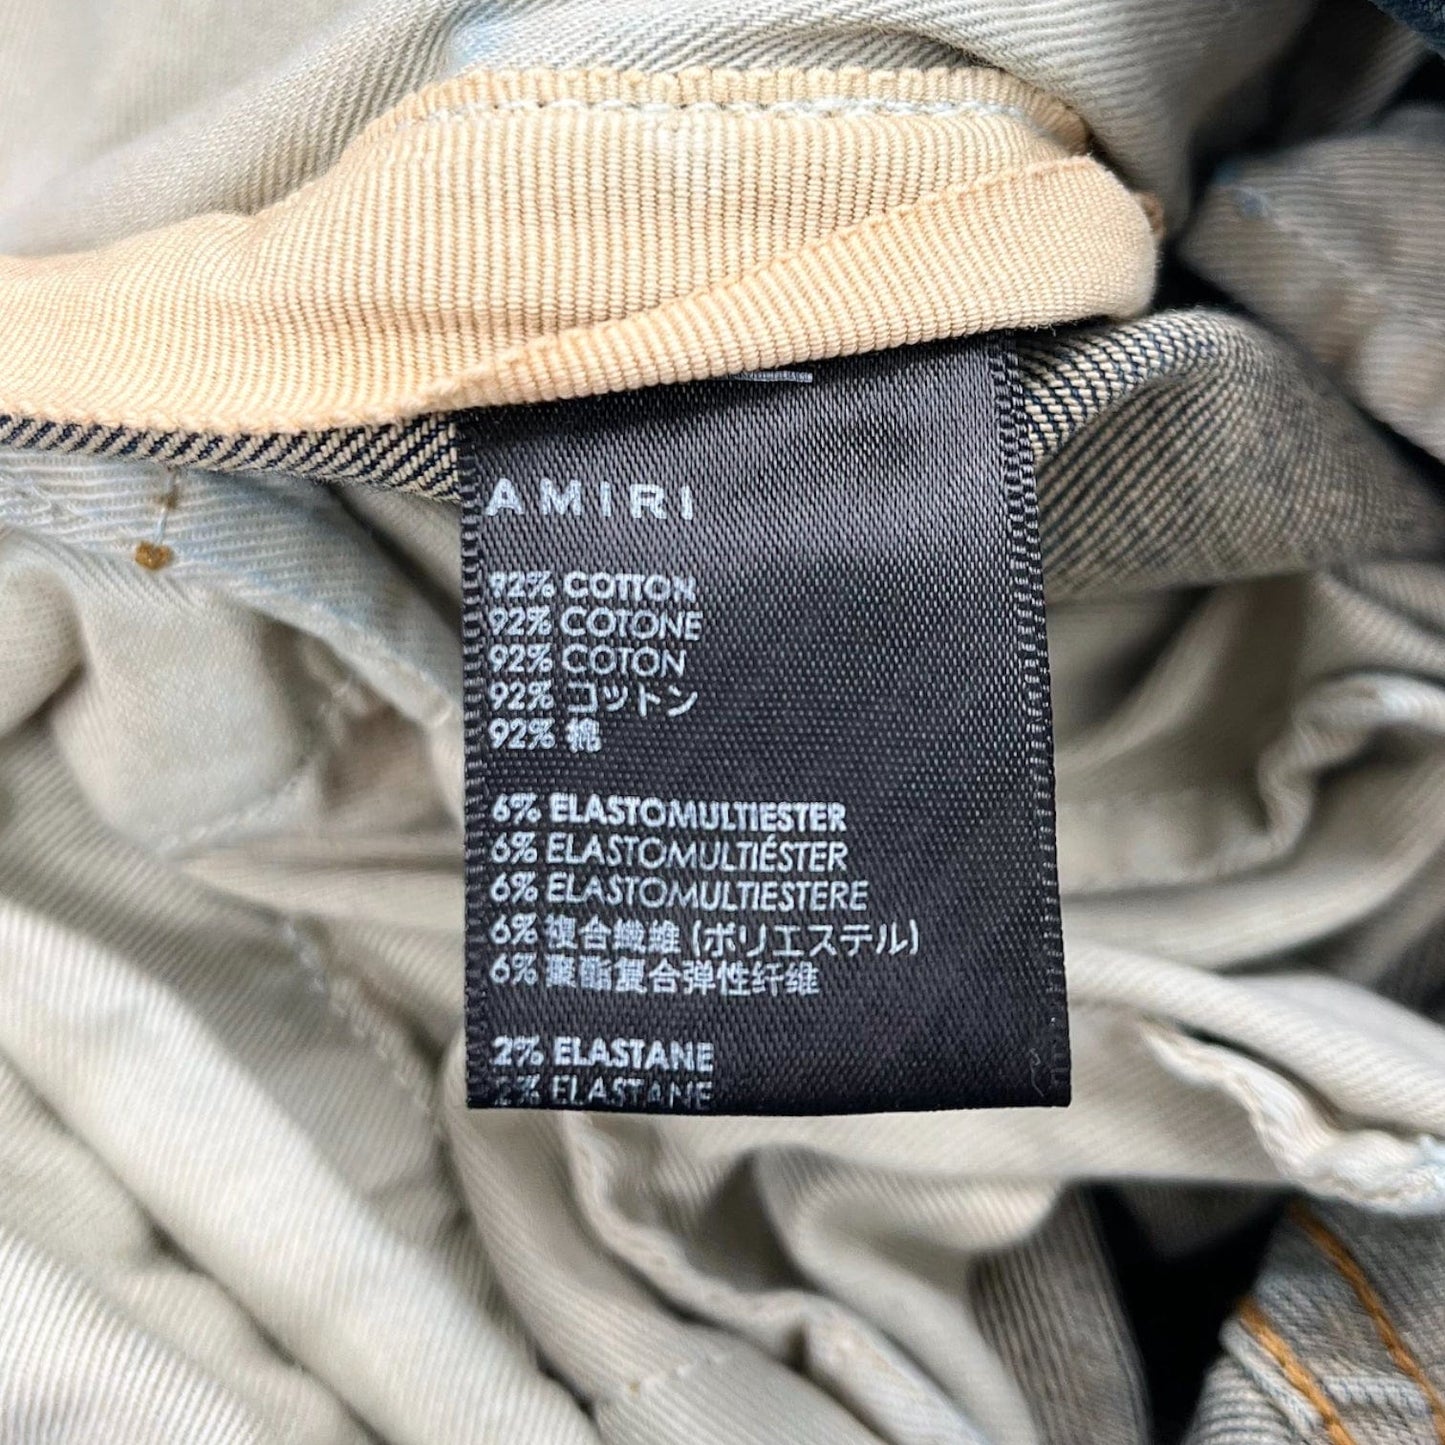 AMIRI
92% COTTON
92% COTONE
92% COTON
92% コットン
92% 棉
6% ELASTOMULTIESTER
6% ELASTOMULTIÉSTER
6% ELASTOMULTIESTERE
6% 複合繊維 (ポリエステル)
6% 聚酯复合弹性纤维
2% ELASTANE
2% ELASTANE